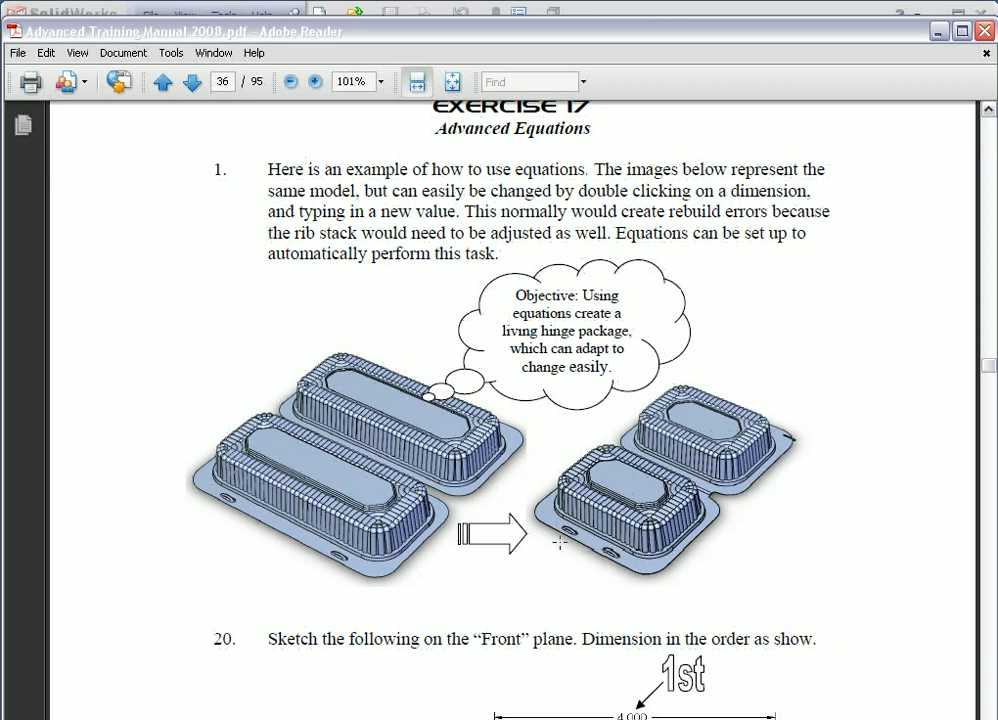 SolidWorks File View Tools Help
Advanced Training Manual 2008.pdf - Adobe Reader
File Edit View Document Tools Window Help
36 / 95 101% Find
EXERCISE 17
Advanced Equations
1. Here is an example of how to use equations. The images below represent the
same model, but can easily be changed by double clicking on a dimension,
and typing in a new value. This normally would create rebuild errors because
the rib stack would need to be adjusted as well. Equations can be set up to
automatically perform this task.
Objective: Using
equations create a
living hinge package,
which can adapt to
change easily.
20. Sketch the following on the “Front” plane. Dimension in the order as show.
1st
4.000